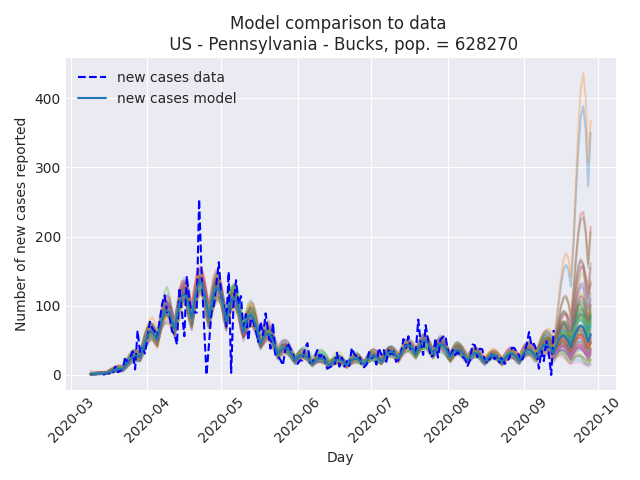 Model comparison to data
US - Pennsylvania - Bucks, pop. = 628270
new cases data
new cases model
Number of new cases reported
400
300
200
100
0
2020-03
2020-04
2020-05
2020-06
2020-07
2020-08
2020-09
2020-10
Day